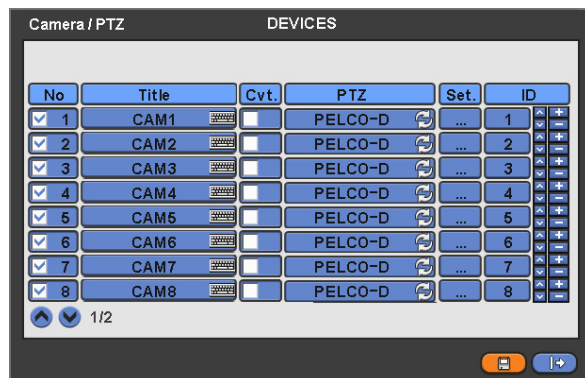 Camera / PTZ DEVICES
No Title Cvt. PTZ Set. ID
1 CAM1 PELCO-D ... 1
2 CAM2 PELCO-D ... 2
3 CAM3 PELCO-D ... 3
4 CAM4 PELCO-D ... 4
5 CAM5 PELCO-D ... 5
6 CAM6 PELCO-D ... 6
7 CAM7 PELCO-D ... 7
8 CAM8 PELCO-D ... 8
1/2